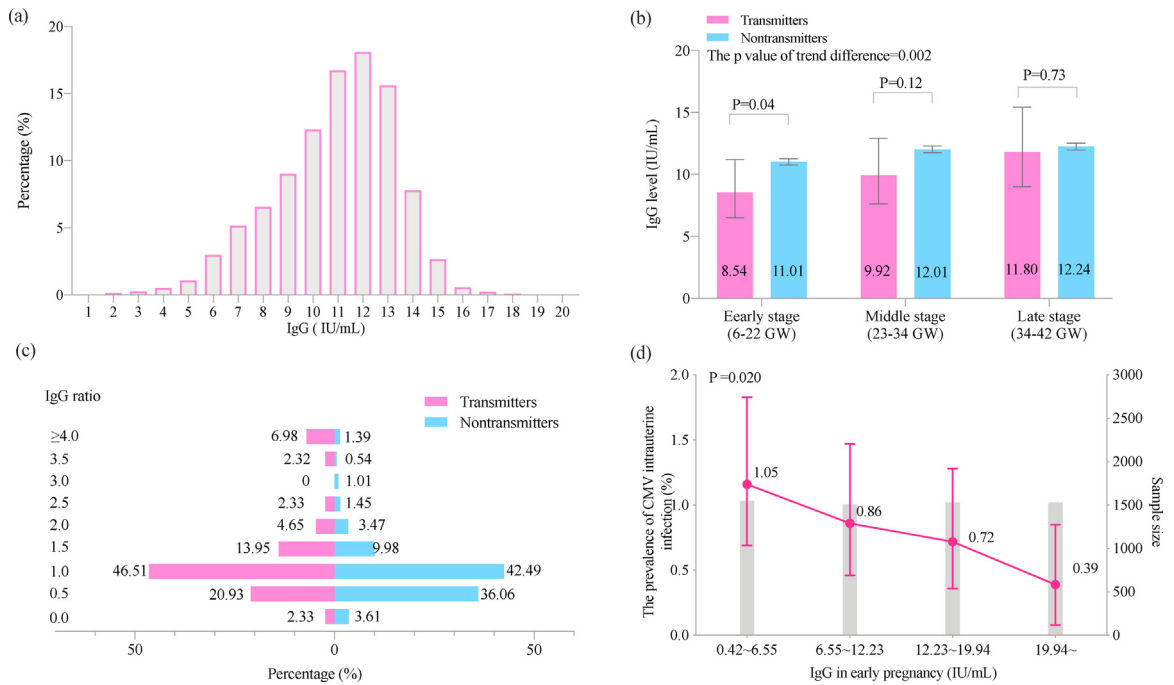 (a)
20
15
10
5
0
Percentage (%)
1 2 3 4 5 6 7 8 9 10 11 12 13 14 15 16 17 18 19 20
IgG ( IU/mL)
(b)
Transmitters
Nontransmitters
The p value of trend difference=0.002
20
15
10
5
0
IgG level (IU/mL)
P=0.04
P=0.12
P=0.73
8.54 11.01 9.92 12.01 11.80 12.24
Eearly stage
(6-22 GW)
Middle stage
(23-34 GW)
Late stage
(34-42 GW)
(c)
IgG ratio
Transmitters
Nontransmitters
≥4.0 6.98 1.39
3.5 2.32 0.54
3.0 0 1.01
2.5 2.33 1.45
2.0 4.65 3.47
1.5 13.95 9.98
1.0 46.51 42.49
0.5 20.93 36.06
0.0 2.33 3.61
50 0 50
Percentage (%)
(d)
P =0.020
2.0
1.5
1.0
0.5
0.0
The prevalence of CMV intrauterine
infection (%)
1.05
0.86
0.72
0.39
3000
2500
2000
1500
1000
500
0
Sample size
0.42~6.55 6.55~12.23 12.23~19.94 19.94~
IgG in early pregnancy (IU/mL)